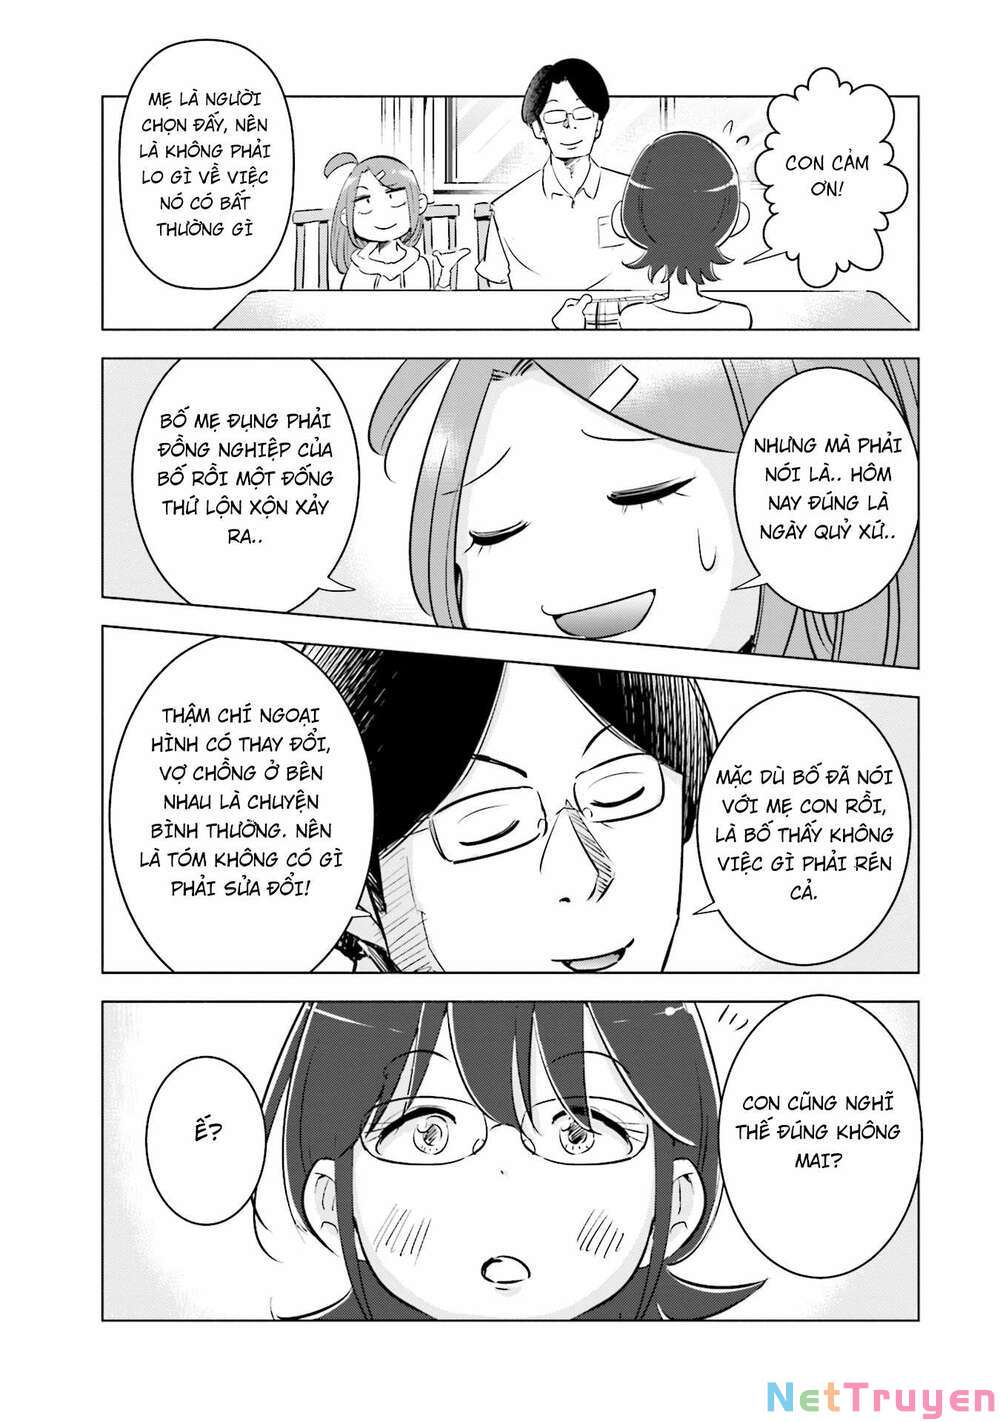 CON CẢM
ƠN!
MẸ LÀ NGƯỜI
CHỌN ĐẤY, NÊN
LÀ KHÔNG PHẢI
LO GÌ VỀ VIỆC
NÓ CÓ BẤT
THƯỜNG GÌ
NHƯNG MÀ PHẢI
NÓI LÀ.. HÔM
NAY ĐÚNG LÀ
NGÀY QUỶ XỨ..
BỐ MẸ ĐỤNG PHẢI
ĐỒNG NGHIỆP CỦA
BỐ RỒI MỘT ĐỐNG
THỨ LỘN XỘN XẢY
RA..
MẶC DÙ BỐ ĐÃ NÓI
VỚI MẸ CON RỒI,
LÀ BỐ THẤY KHÔNG
VIỆC GÌ PHẢI RÉN
CẢ.
THẬM CHÍ NGOẠI
HÌNH CÓ THAY ĐỔI,
VỢ CHỒNG Ở BÊN
NHAU LÀ CHUYỆN
BÌNH THƯỜNG. NÊN
LÀ TÓM KHÔNG CÓ GÌ
PHẢI SỬA ĐỔI!
CON CŨNG NGHĨ
THẾ ĐÚNG KHÔNG
MAI?
Ế?
NetTruyen